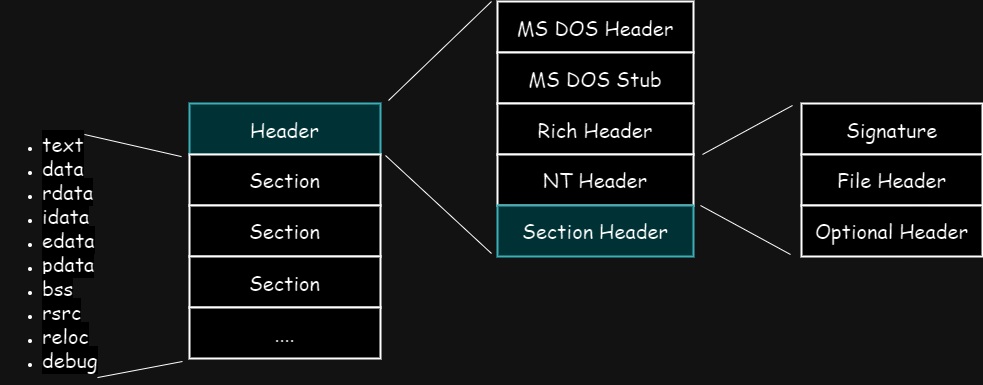 text
data
rdata
idata
edata
pdata
bss
rsrc
reloc
debug
Header
Section
Section
Section
....
MS DOS Header
MS DOS Stub
Rich Header
NT Header
Section Header
Signature
File Header
Optional Header